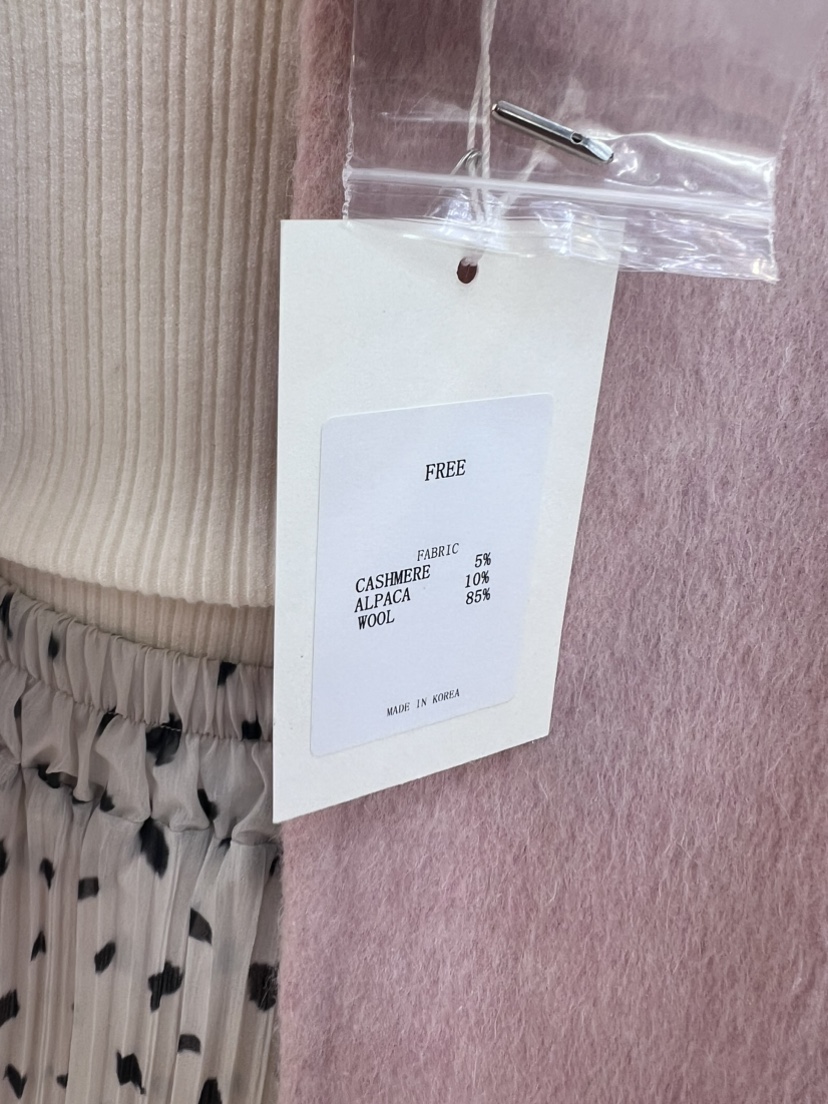 FREE
FABRIC
CASHMERE 5%
ALPACA 10%
WOOL 85%
MADE IN KOREA